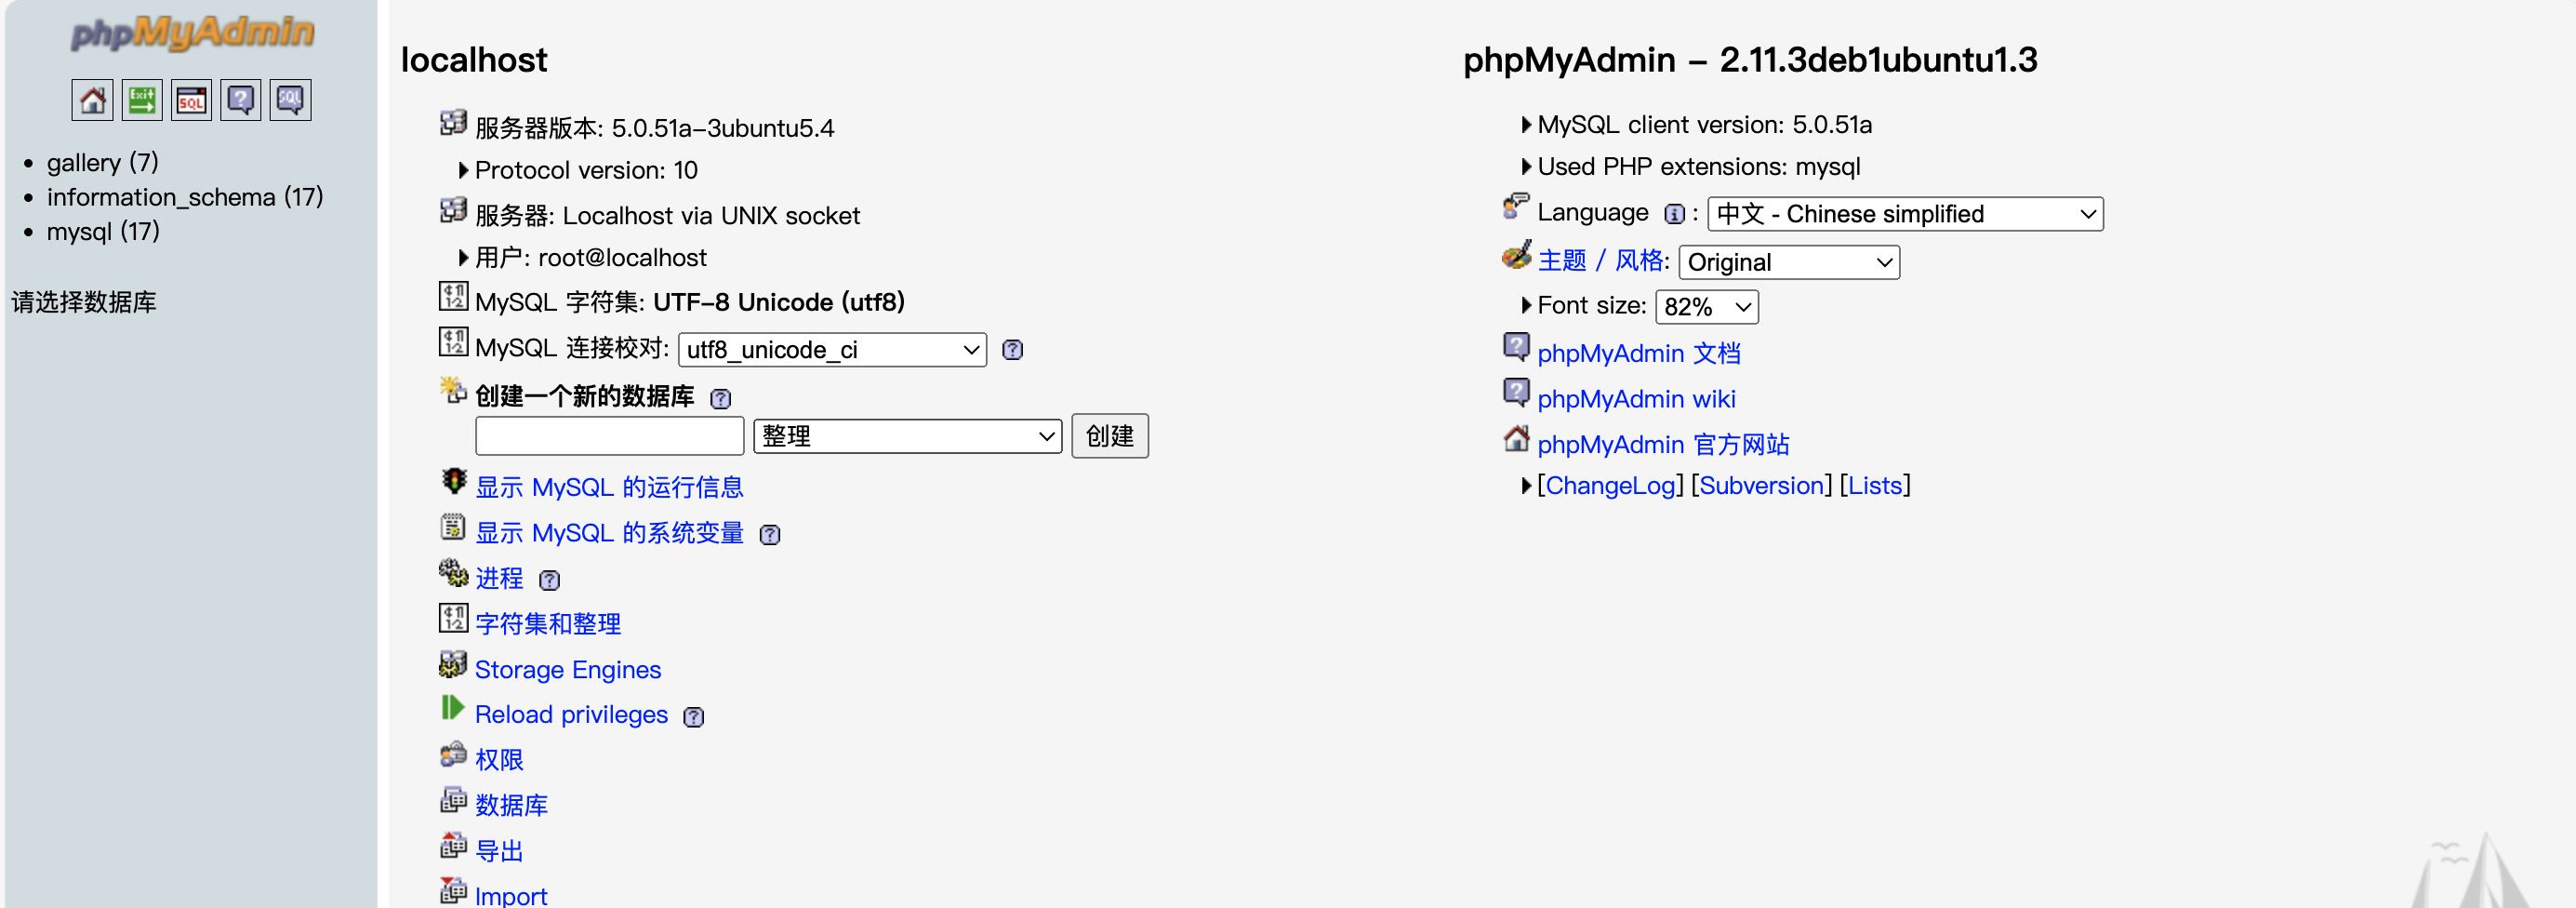 phpMyAdmin
Exit
SQL
?
SQL
gallery (7)
information_schema (17)
mysql (17)
请选择数据库
localhost
服务器版本: 5.0.51a-3ubuntu5.4
Protocol version: 10
服务器: Localhost via UNIX socket
用户: root@localhost
MySQL 字符集: UTF-8 Unicode (utf8)
MySQL 连接校对: utf8_unicode_ci
创建一个新的数据库
整理 创建
显示 MySQL 的运行信息
显示 MySQL 的系统变量
进程
字符集和整理
Storage Engines
Reload privileges
权限
数据库
导出
Import
phpMyAdmin - 2.11.3deb1ubuntu1.3
MySQL client version: 5.0.51a
Used PHP extensions: mysql
Language : 中文 - Chinese simplified
主题 / 风格: Original
Font size: 82%
phpMyAdmin 文档
phpMyAdmin wiki
phpMyAdmin 官方网站
[ChangeLog] [Subversion] [Lists]